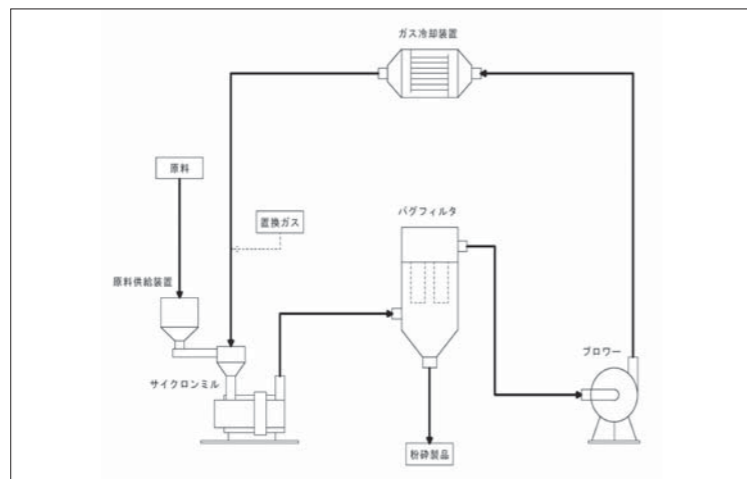 ガス冷却装置
原料
置換ガス
バグフィルタ
原料供給装置
ブロワー
サイクロンミル
粉砕製品